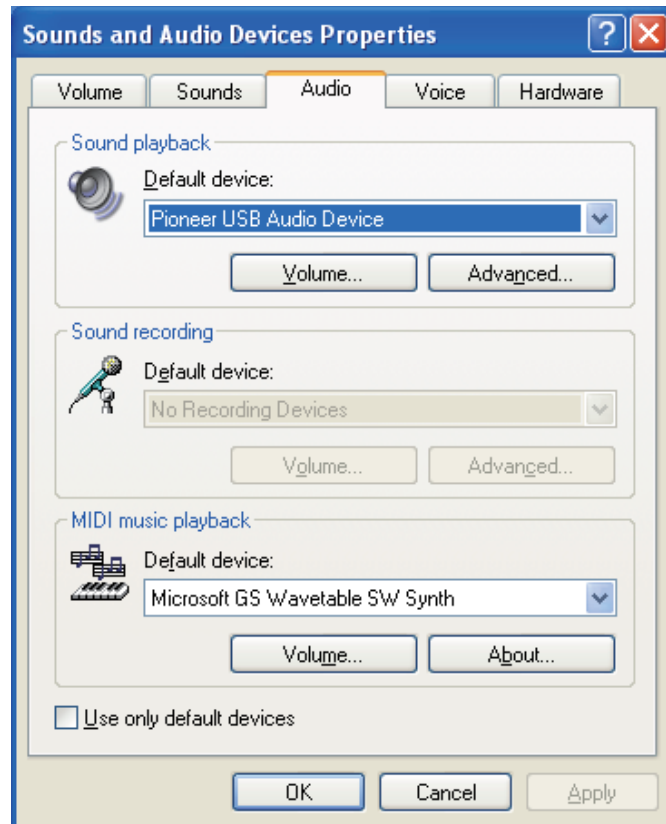 Sounds and Audio Devices Properties
Volume Sounds Audio Voice Hardware
Sound playback
Default device:
Pioneer USB Audio Device
Volume... Advanced...
Sound recording
Default device:
No Recording Devices
Volume... Advanced...
MIDI music playback
Default device:
Microsoft GS Wavetable SW Synth
Volume... About...
Use only default devices
OK Cancel Apply